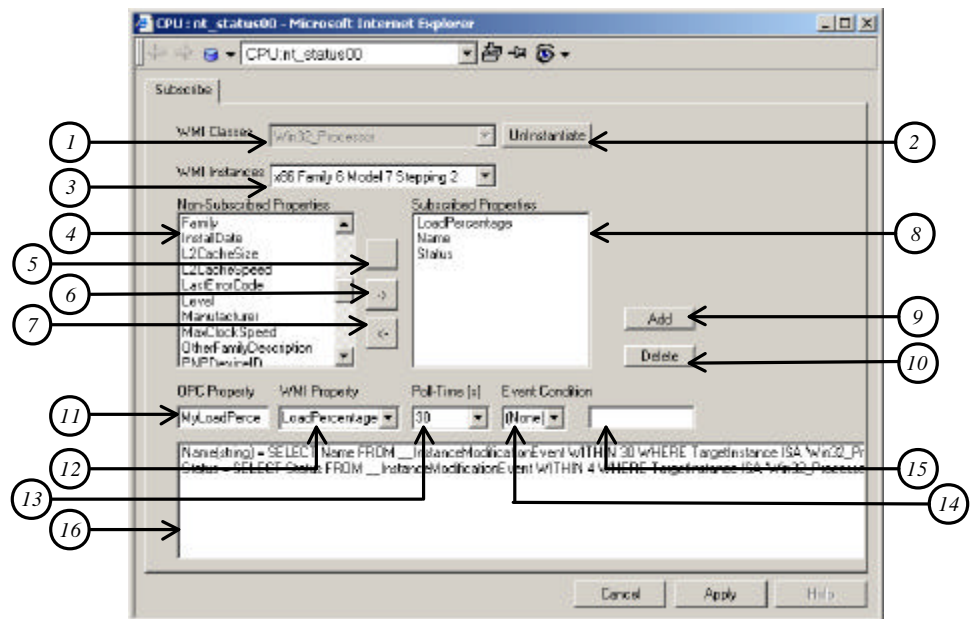 CPU : nt_status00 - Microsoft Internet Explorer
CPU:nt_status00
Subscribe
1
WMI Classes
Win32_Processor
UnInstantiate
2
3
WMI Instances
x86 Family 6 Model 7 Stepping 2
Non-Subscribed Properties
Subscribed Properties
4
Family
InstallDate
L2CacheSize
L2CacheSpeed
LastErrorCode
Level
Manufacturer
MaxClockSpeed
OtherFamilyDescription
PNPDeviceID
LoadPercentage
Name
Status
8
5
6
->
7
<-
Add
9
Delete
10
OPC Property
WMI Property
Poll-Time [s]
Event Condition
11
MyLoadPerce
LoadPercentage
30
(None)
Name(string) = SELECT Name FROM __InstanceModificationEvent WITHIN 30 WHERE TargetInstance ISA 'Win32_Pr
Status = SELECT Status FROM __InstanceModificationEvent WITHIN 4 WHERE TargetInstance ISA 'Win32_Processo
12
15
13
14
16
Cancel
Apply
Help